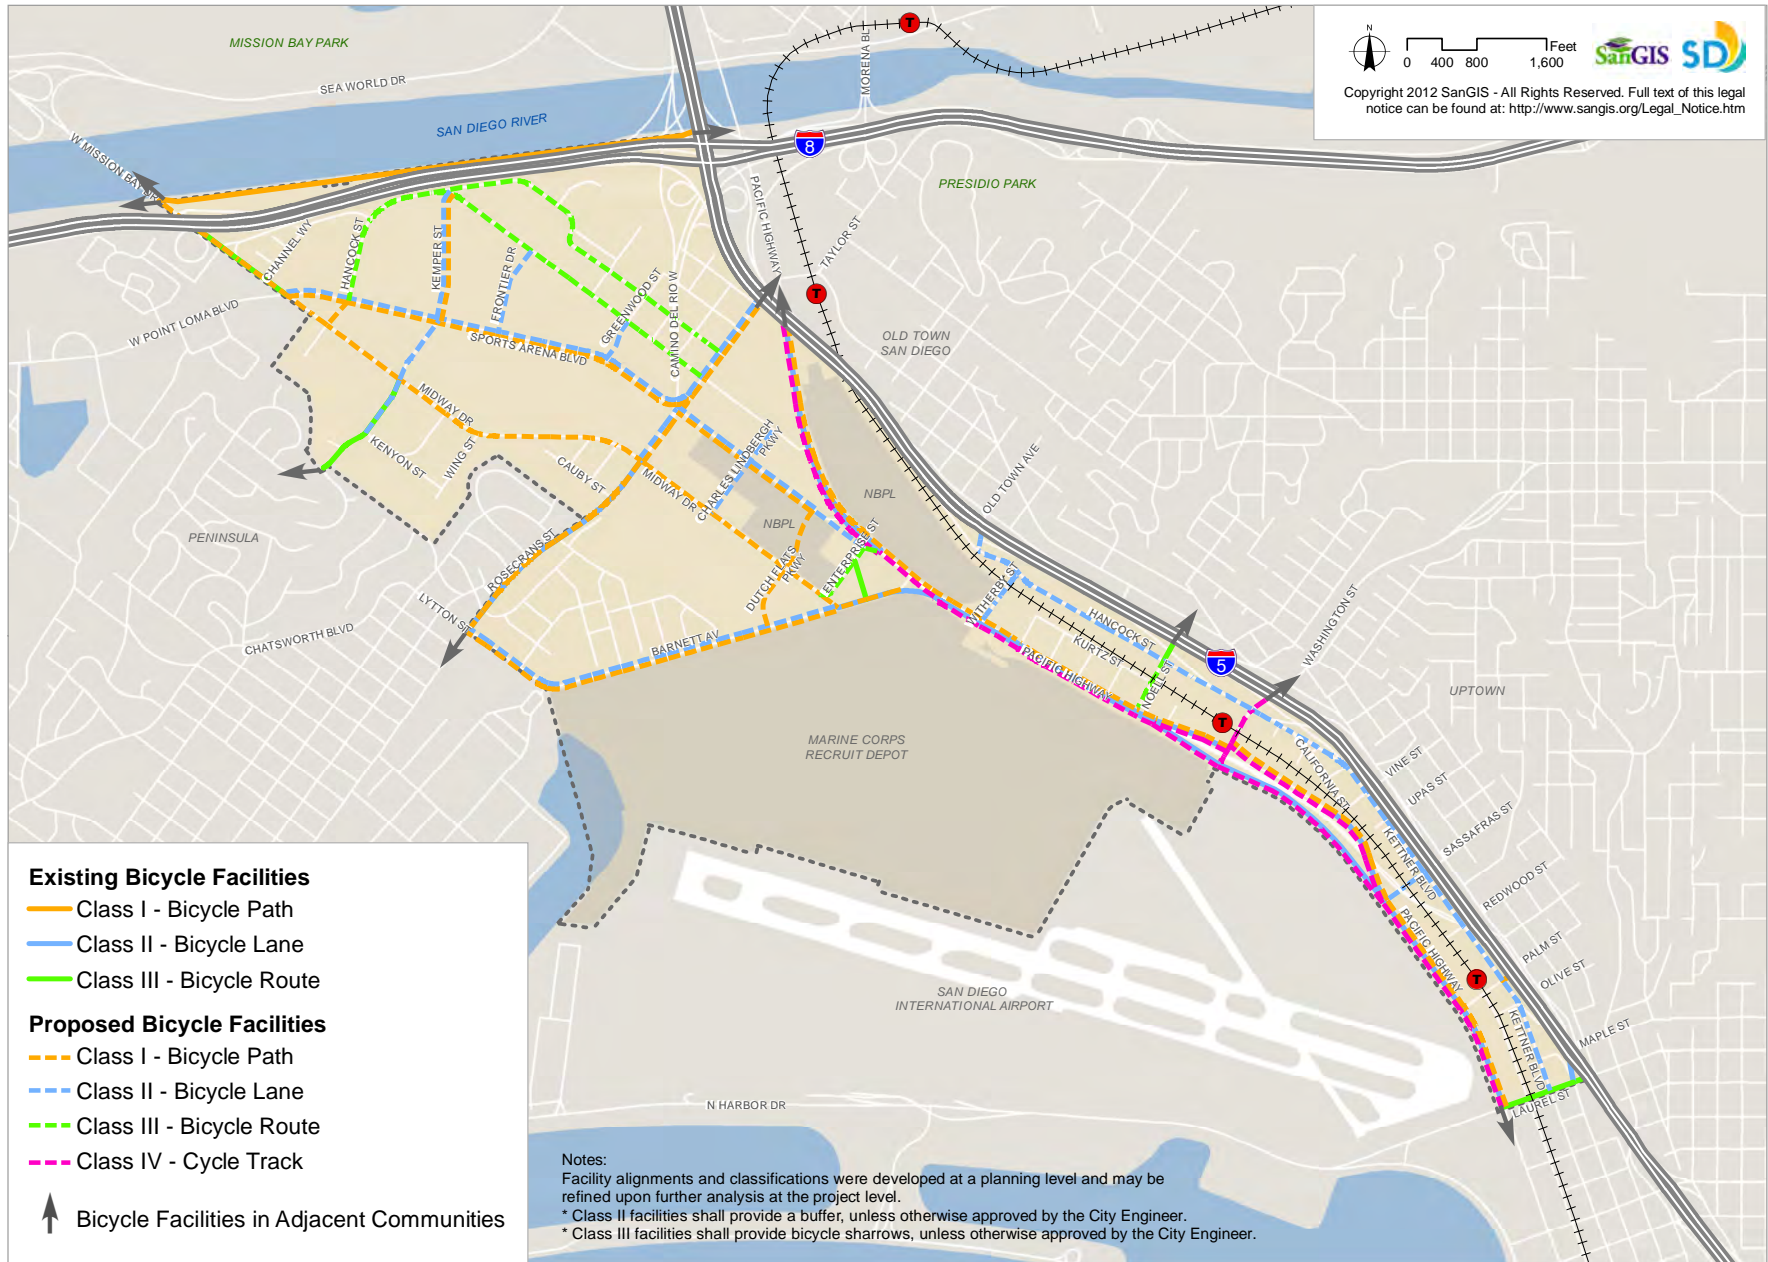 MISSION BAY PARK
SEA WORLD DR
SAN DIEGO RIVER
W MISSION BAY DR
MORENA BL
T
N
0 400 800 1,600
Feet
SanGIS SD
Copyright 2012 SanGIS - All Rights Reserved. Full text of this legal
notice can be found at: http://www.sangis.org/Legal_Notice.htm
8
PRESIDIO PARK
PACIFIC HIGHWAY
TAYLOR ST
T
CHANNEL WY
HANCOCK ST
KEMPER ST
FRONTIER DR
GREENWOOD ST
CAMINO DEL RIO W
W POINT LOMA BLVD
SPORTS ARENA BLVD
OLD TOWN
SAN DIEGO
MIDWAY DR
KENYON ST
WING ST
CAUBY ST
MIDWAY DR
CHARLES LINDBERGH
PKWY
NBPL
NBPL
OLD TOWN AVE
PENINSULA
ROSECRANS ST
DUTCH FLATS
PKWY
ENTERPRISE ST
WITHERBY ST
LYTTON ST
CHATSWORTH BLVD
BARNETT AV
HANCOCK ST
KURTZ ST
PACIFIC HIGHWAY
NOELL ST
WASHINGTON ST
5
UPTOWN
T
MARINE CORPS
RECRUIT DEPOT
CALIFORNIA ST
VINE ST
UPAS ST
SASSAFRAS ST
KETTNER BLVD
REDWOOD ST
PACIFIC HIGHWAY
PALM ST
OLIVE ST
T
SAN DIEGO
INTERNATIONAL AIRPORT
KETTNER BLVD
MAPLE ST
LAUREL ST
N HARBOR DR
Existing Bicycle Facilities
Class I - Bicycle Path
Class II - Bicycle Lane
Class III - Bicycle Route
Proposed Bicycle Facilities
Class I - Bicycle Path
Class II - Bicycle Lane
Class III - Bicycle Route
Class IV - Cycle Track
Bicycle Facilities in Adjacent Communities
Notes:
Facility alignments and classifications were developed at a planning level and may be
refined upon further analysis at the project level.
* Class II facilities shall provide a buffer, unless otherwise approved by the City Engineer.
* Class III facilities shall provide bicycle sharrows, unless otherwise approved by the City Engineer.